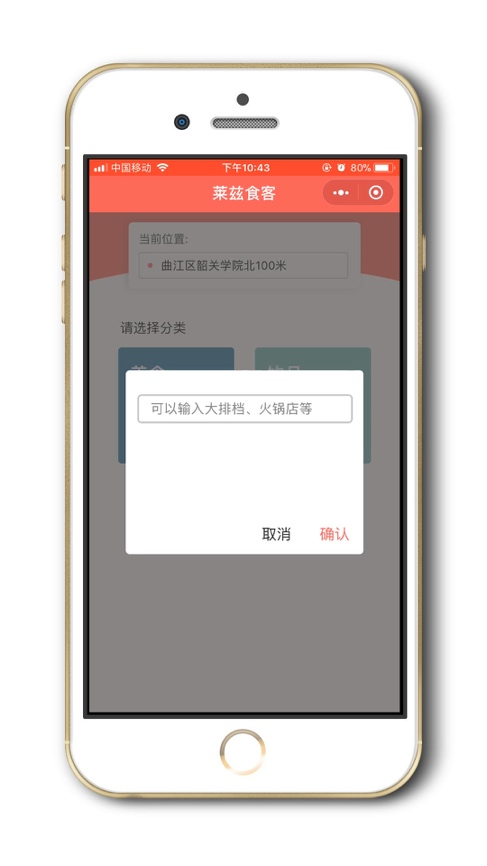 中国移动 下午10:43 80%
莱兹食客
当前位置:
曲江区韶关学院北100米
请选择分类
可以输入大排档、火锅店等
取消 确认